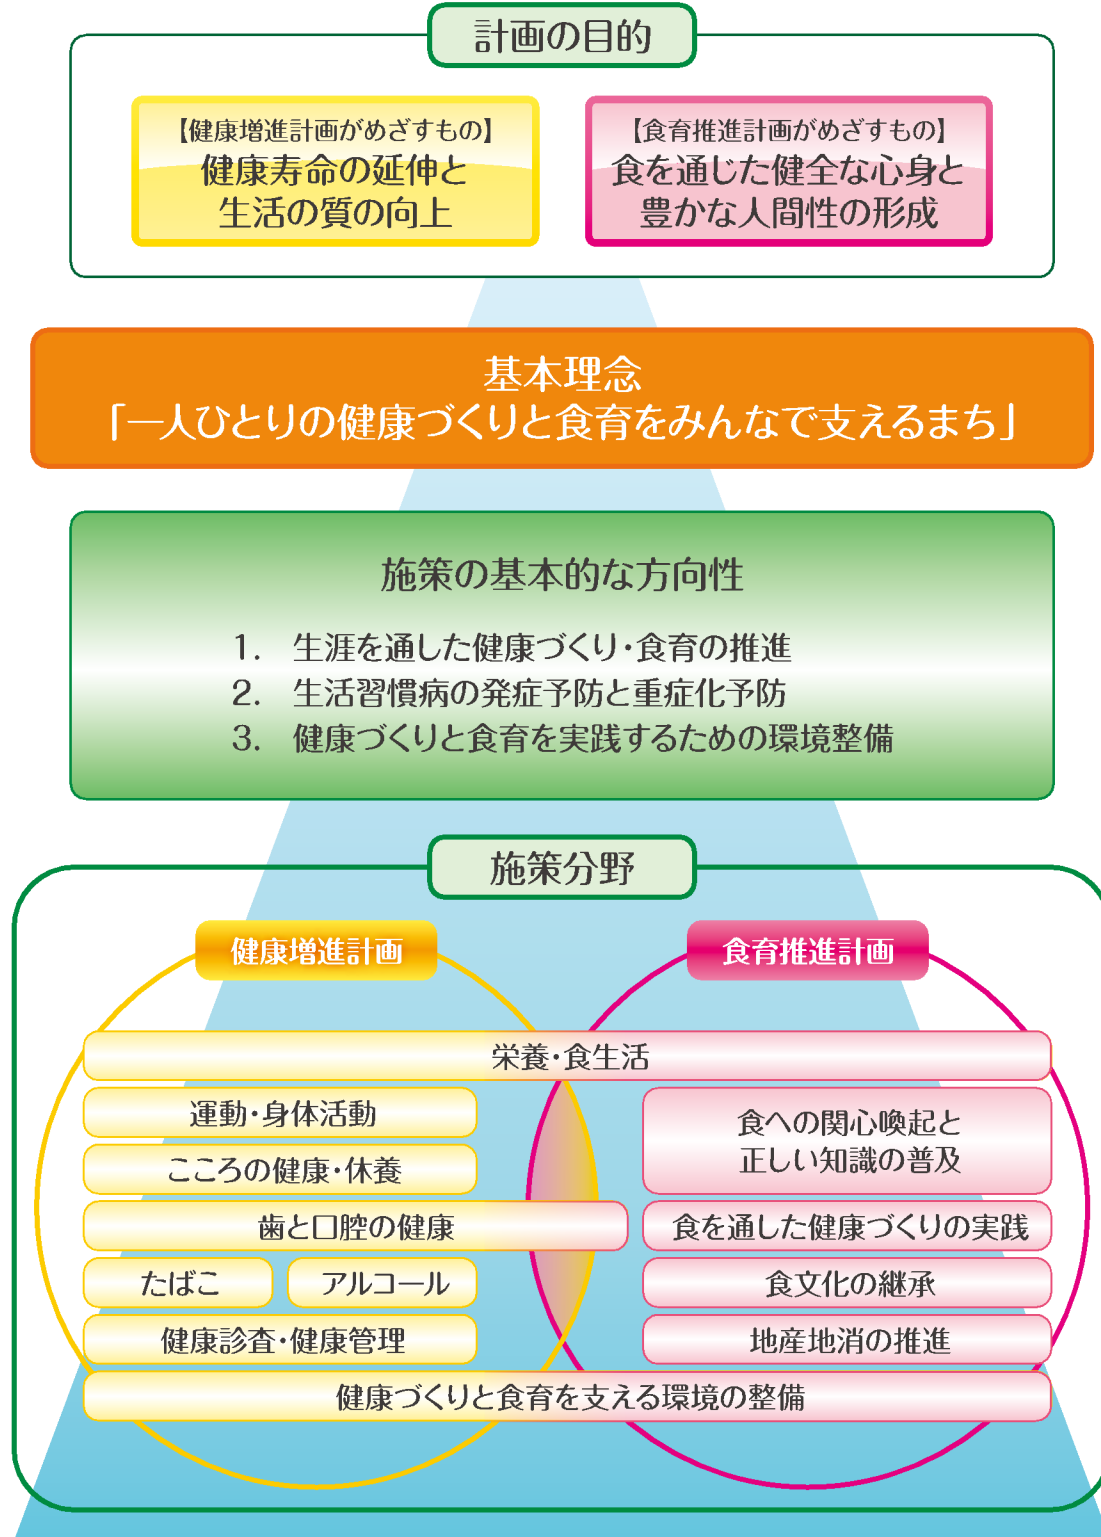 計画の目的
【健康増進計画がめざすもの】
健康寿命の延伸と
生活の質の向上
【食育推進計画がめざすもの】
食を通じた健全な心身と
豊かな人間性の形成
基本理念
「一人ひとりの健康づくりと食育をみんなで支えるまち」
施策の基本的な方向性
1. 生涯を通した健康づくり・食育の推進
2. 生活習慣病の発症予防と重症化予防
3. 健康づくりと食育を実践するための環境整備
施策分野
健康増進計画
食育推進計画
栄養・食生活
運動・身体活動
こころの健康・休養
食への関心喚起と
正しい知識の普及
歯と口腔の健康
食を通した健康づくりの実践
たばこ
アルコール
食文化の継承
健康診査・健康管理
地産地消の推進
健康づくりと食育を支える環境の整備